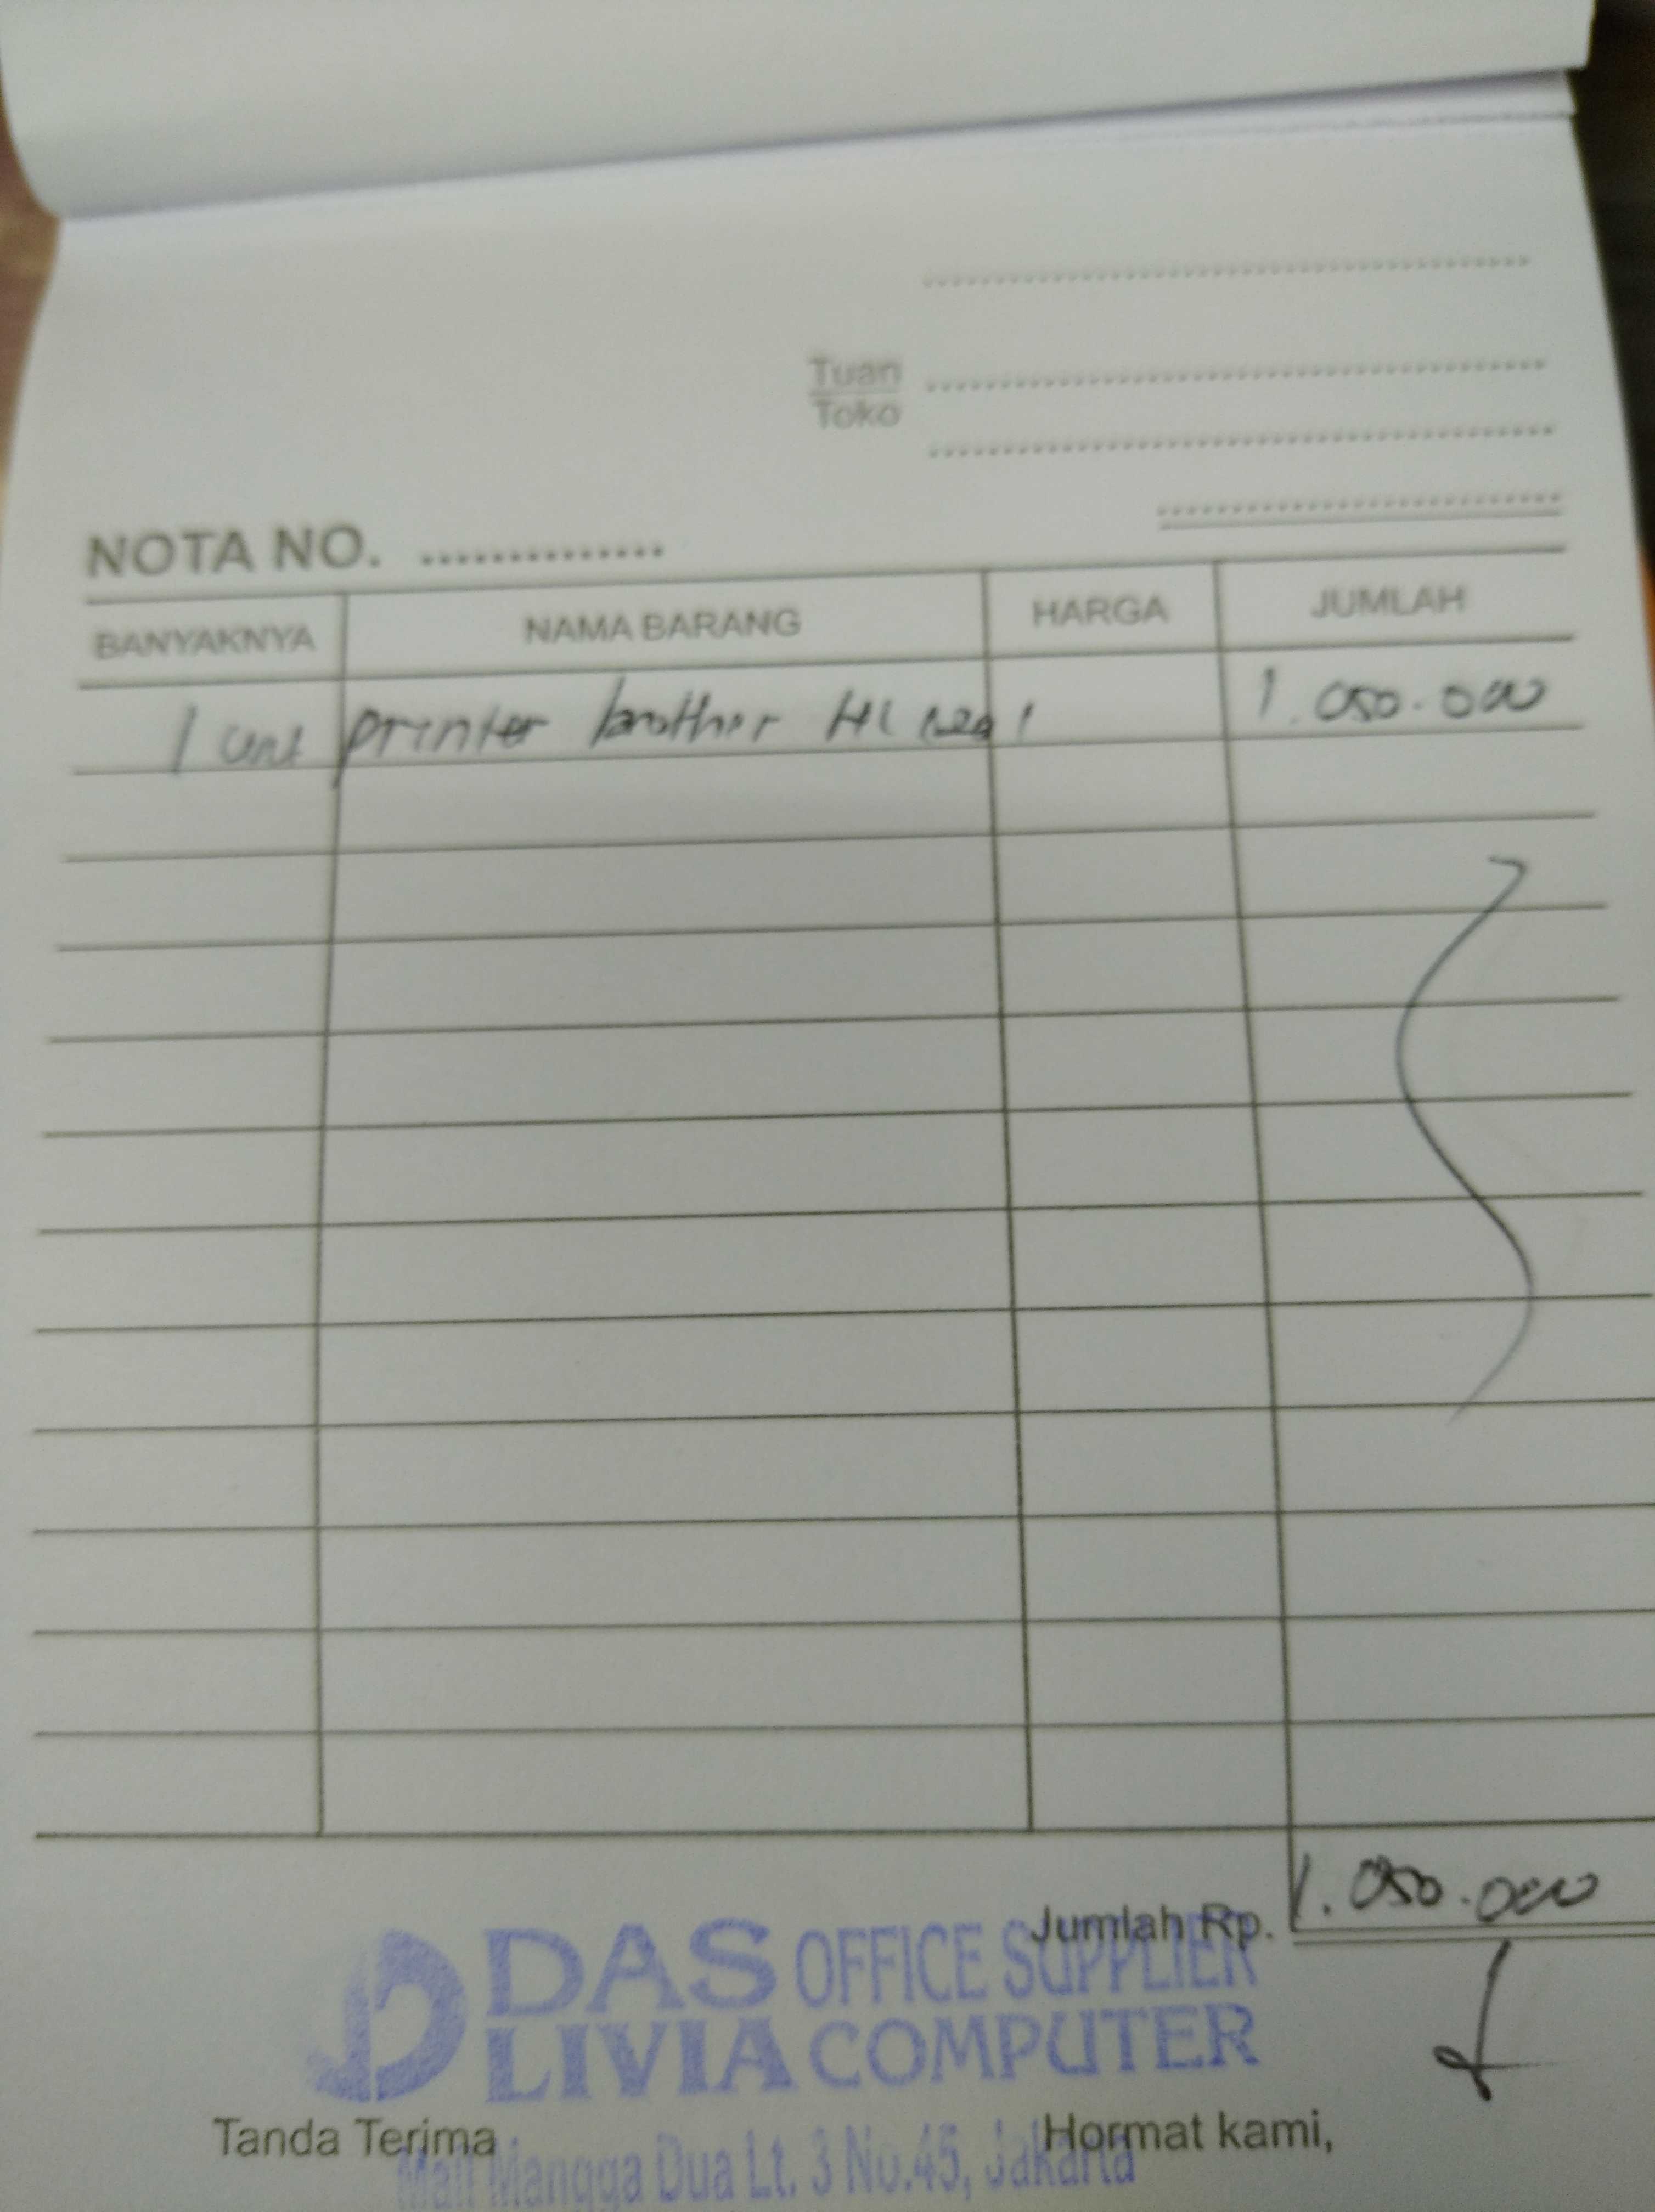 Tuan
Toko
NOTA NO. ..............
BANYAKNYA NAMA BARANG HARGA JUMLAH
1 unit printer brother HL 1201 1.050.000
Jumlah Rp. 1.050.000
DAS OFFICE SUPPLIER
LIVIA COMPUTER
Tanda Terima Hormat kami,
Mall Mangga Dua Lt. 3 No.45, Jakarta